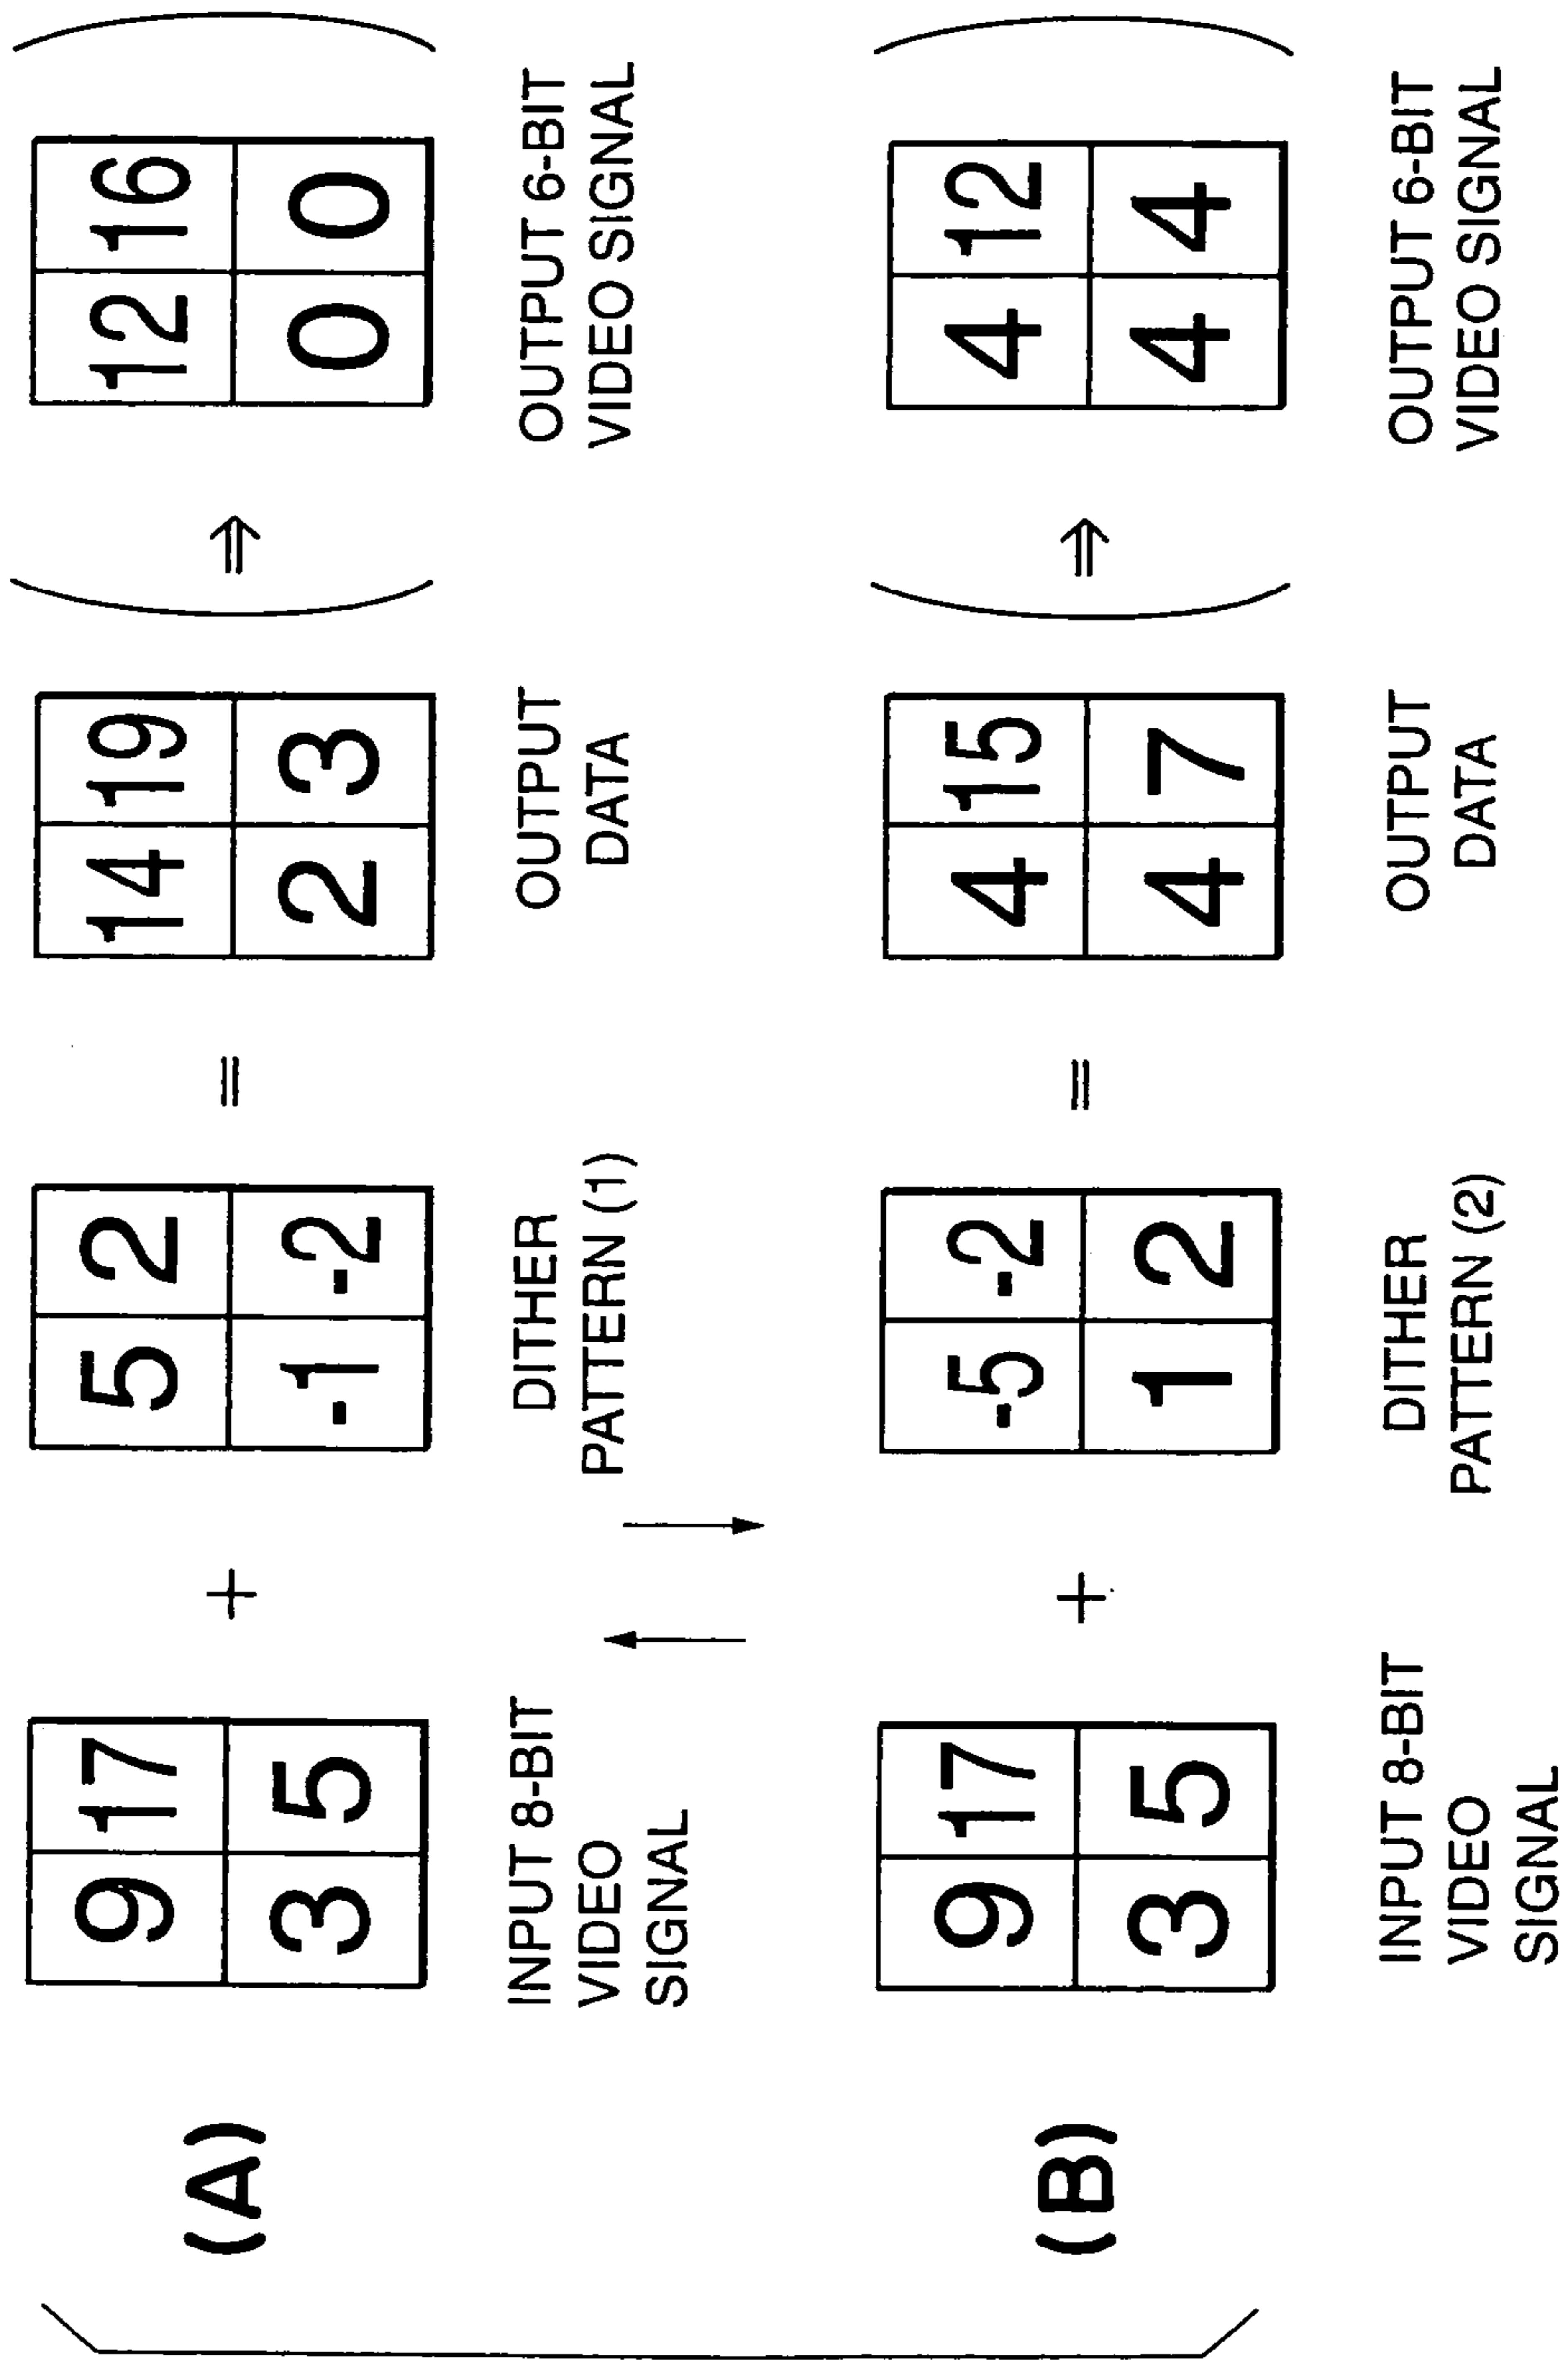 (A)
9 17 + 5 2 = 14 19 ( ⇒ 12 16 )
3 5 -1 -2 2 3 0 0
INPUT 8-BIT
VIDEO
SIGNAL
DITHER
PATTERN (1)
OUTPUT
DATA
OUTPUT 6-BIT
VIDEO SIGNAL
(B)
9 17 + -5 -2 = 4 15 ( ⇒ 4 12 )
3 5 1 2 4 7 4 4
INPUT 8-BIT
VIDEO
SIGNAL
DITHER
PATTERN (2)
OUTPUT
DATA
OUTPUT 6-BIT
VIDEO SIGNAL